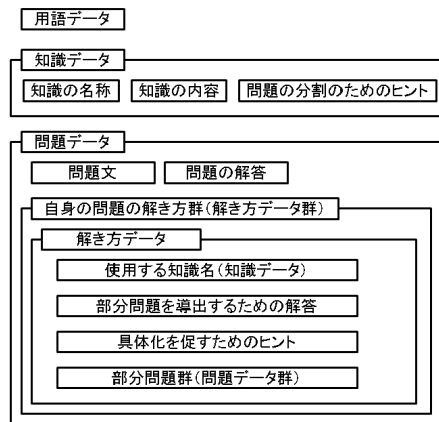 用語データ
知識データ
知識の名称 知識の内容 問題の分割のためのヒント
問題データ
問題文 問題の解答
自身の問題の解き方群(解き方データ群)
解き方データ
使用する知識名(知識データ)
部分問題を導出するための解答
具体化を促すためのヒント
部分問題群(問題データ群)